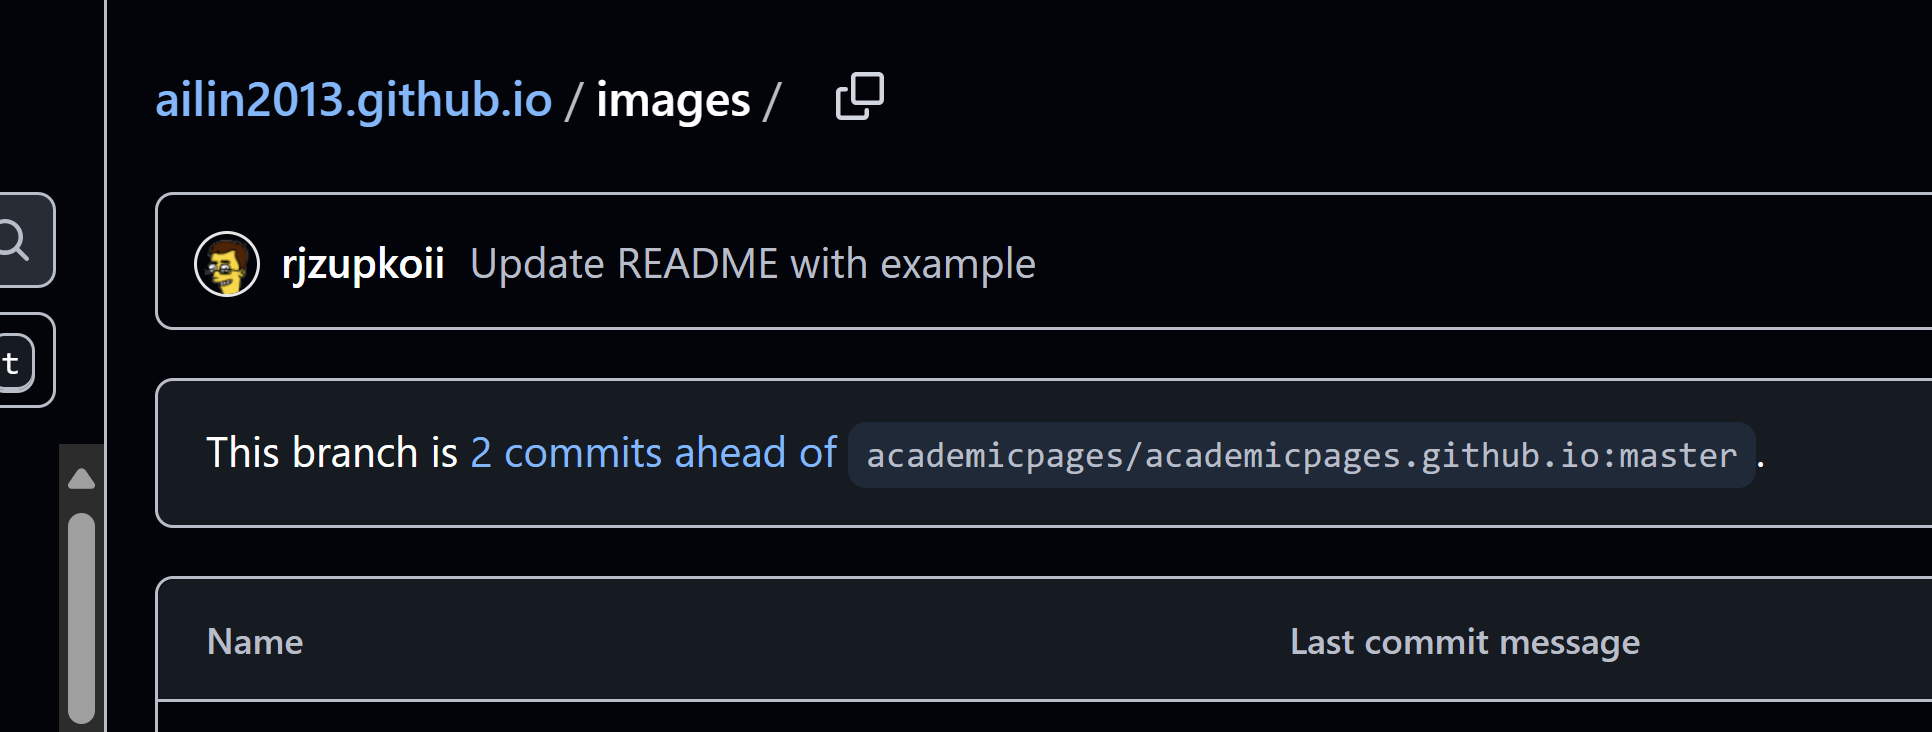 ailin2013.github.io / images /
rjzupkoii Update README with example
t
This branch is 2 commits ahead of academicpages/academicpages.github.io:master .
Name Last commit message